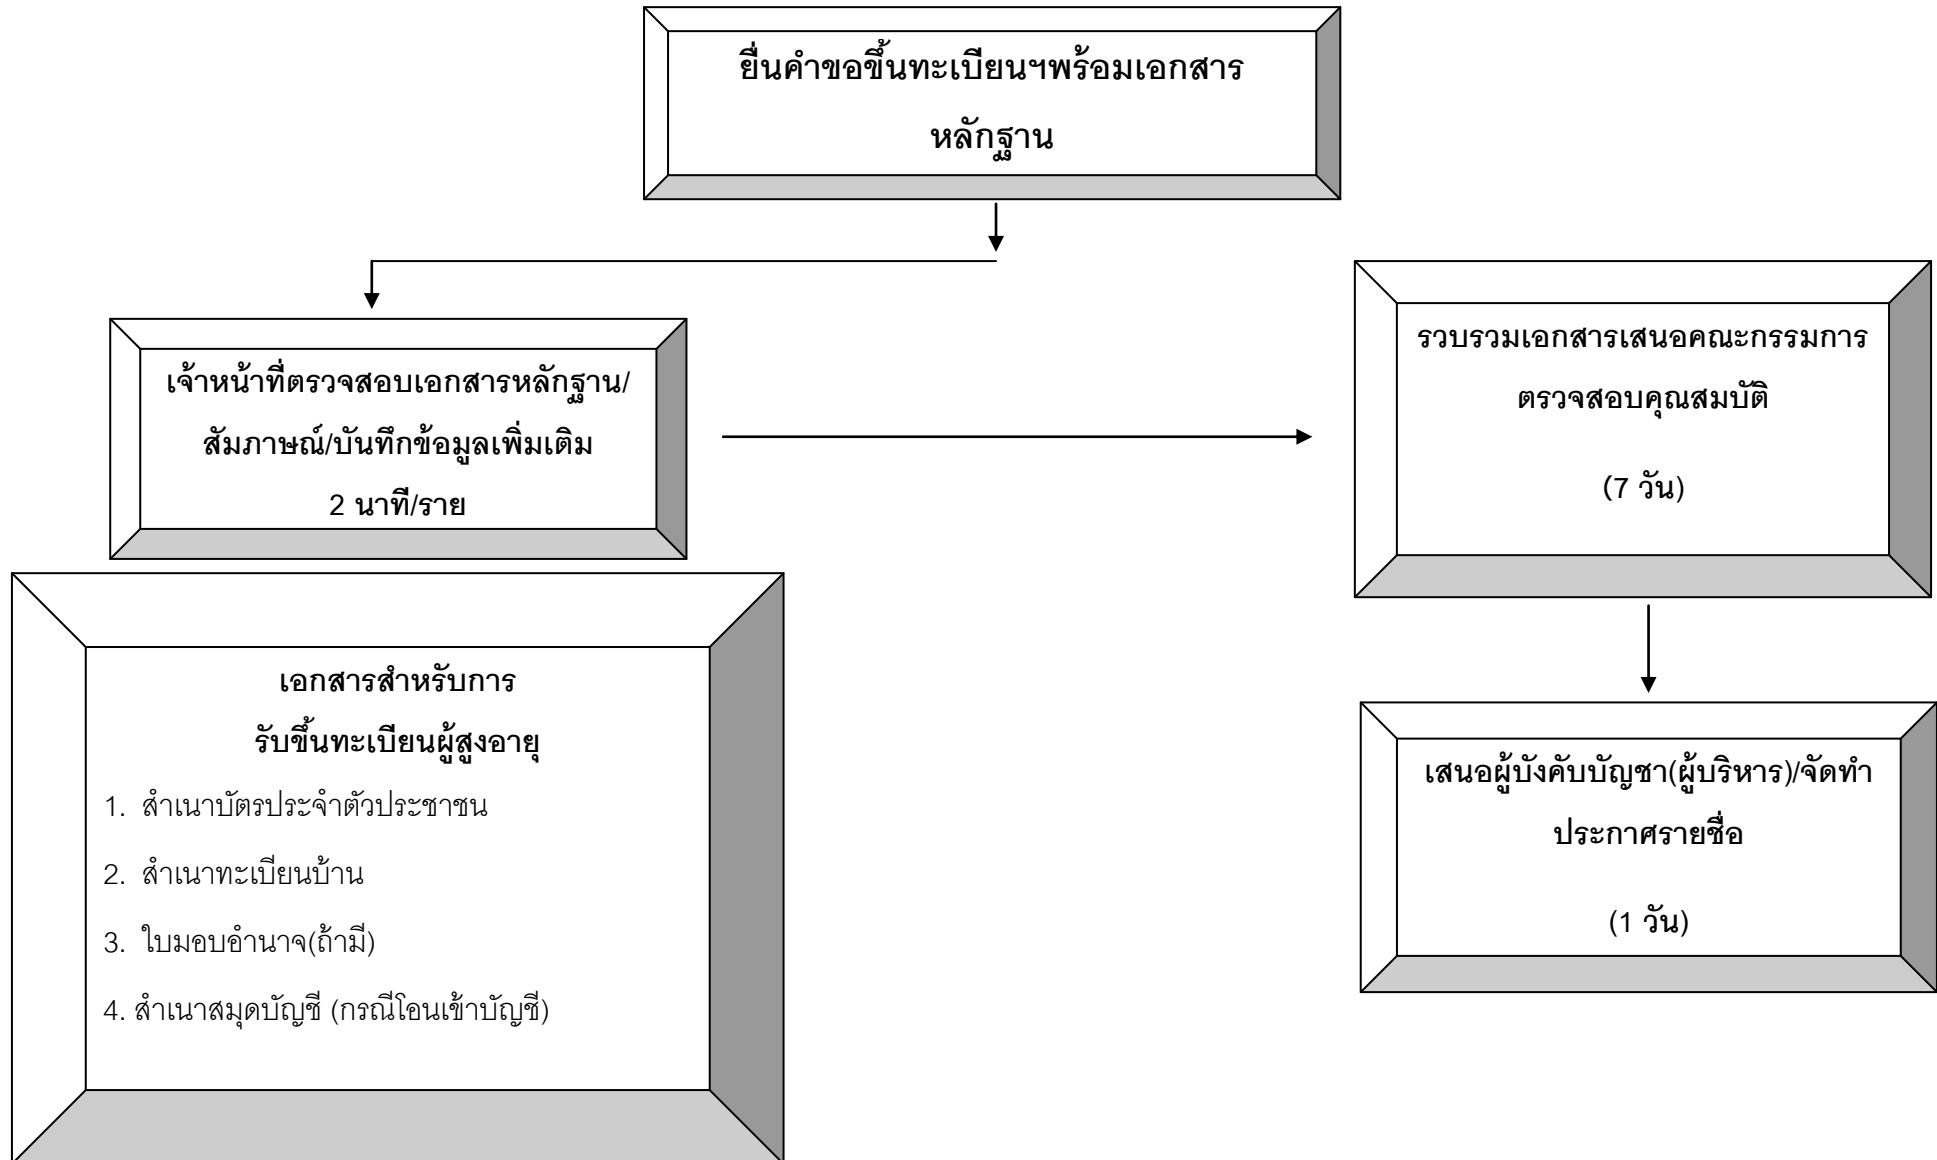 ยื่นคำขอขึ้นทะเบียนฯพร้อมเอกสาร
หลักฐาน
เจ้าหน้าที่ตรวจสอบเอกสารหลักฐาน/
สัมภาษณ์/บันทึกข้อมูลเพิ่มเติม
2 นาที/ราย
รวบรวมเอกสารเสนอคณะกรรมการ
ตรวจสอบคุณสมบัติ
(7 วัน)
เอกสารสำหรับการ
รับขึ้นทะเบียนผู้สูงอายุ
1. สำเนาบัตรประจำตัวประชาชน
2. สำเนาทะเบียนบ้าน
3. ใบมอบอำนาจ(ถ้ามี)
4. สำเนาสมุดบัญชี (กรณีโอนเข้าบัญชี)
เสนอผู้บังคับบัญชา(ผู้บริหาร)/จัดทำ
ประกาศรายชื่อ
(1 วัน)